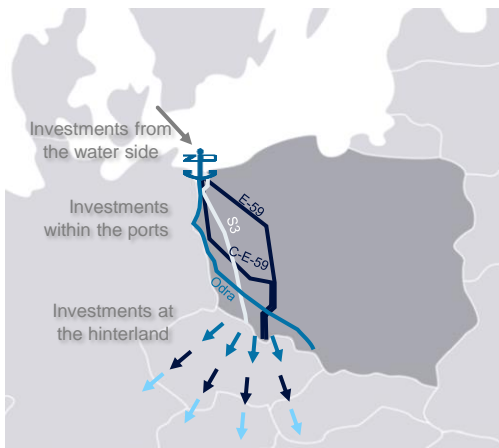 Investments from
the water side
Investments
within the ports
E-59
S3
C-E-59
Odra
Investments at
the hinterland